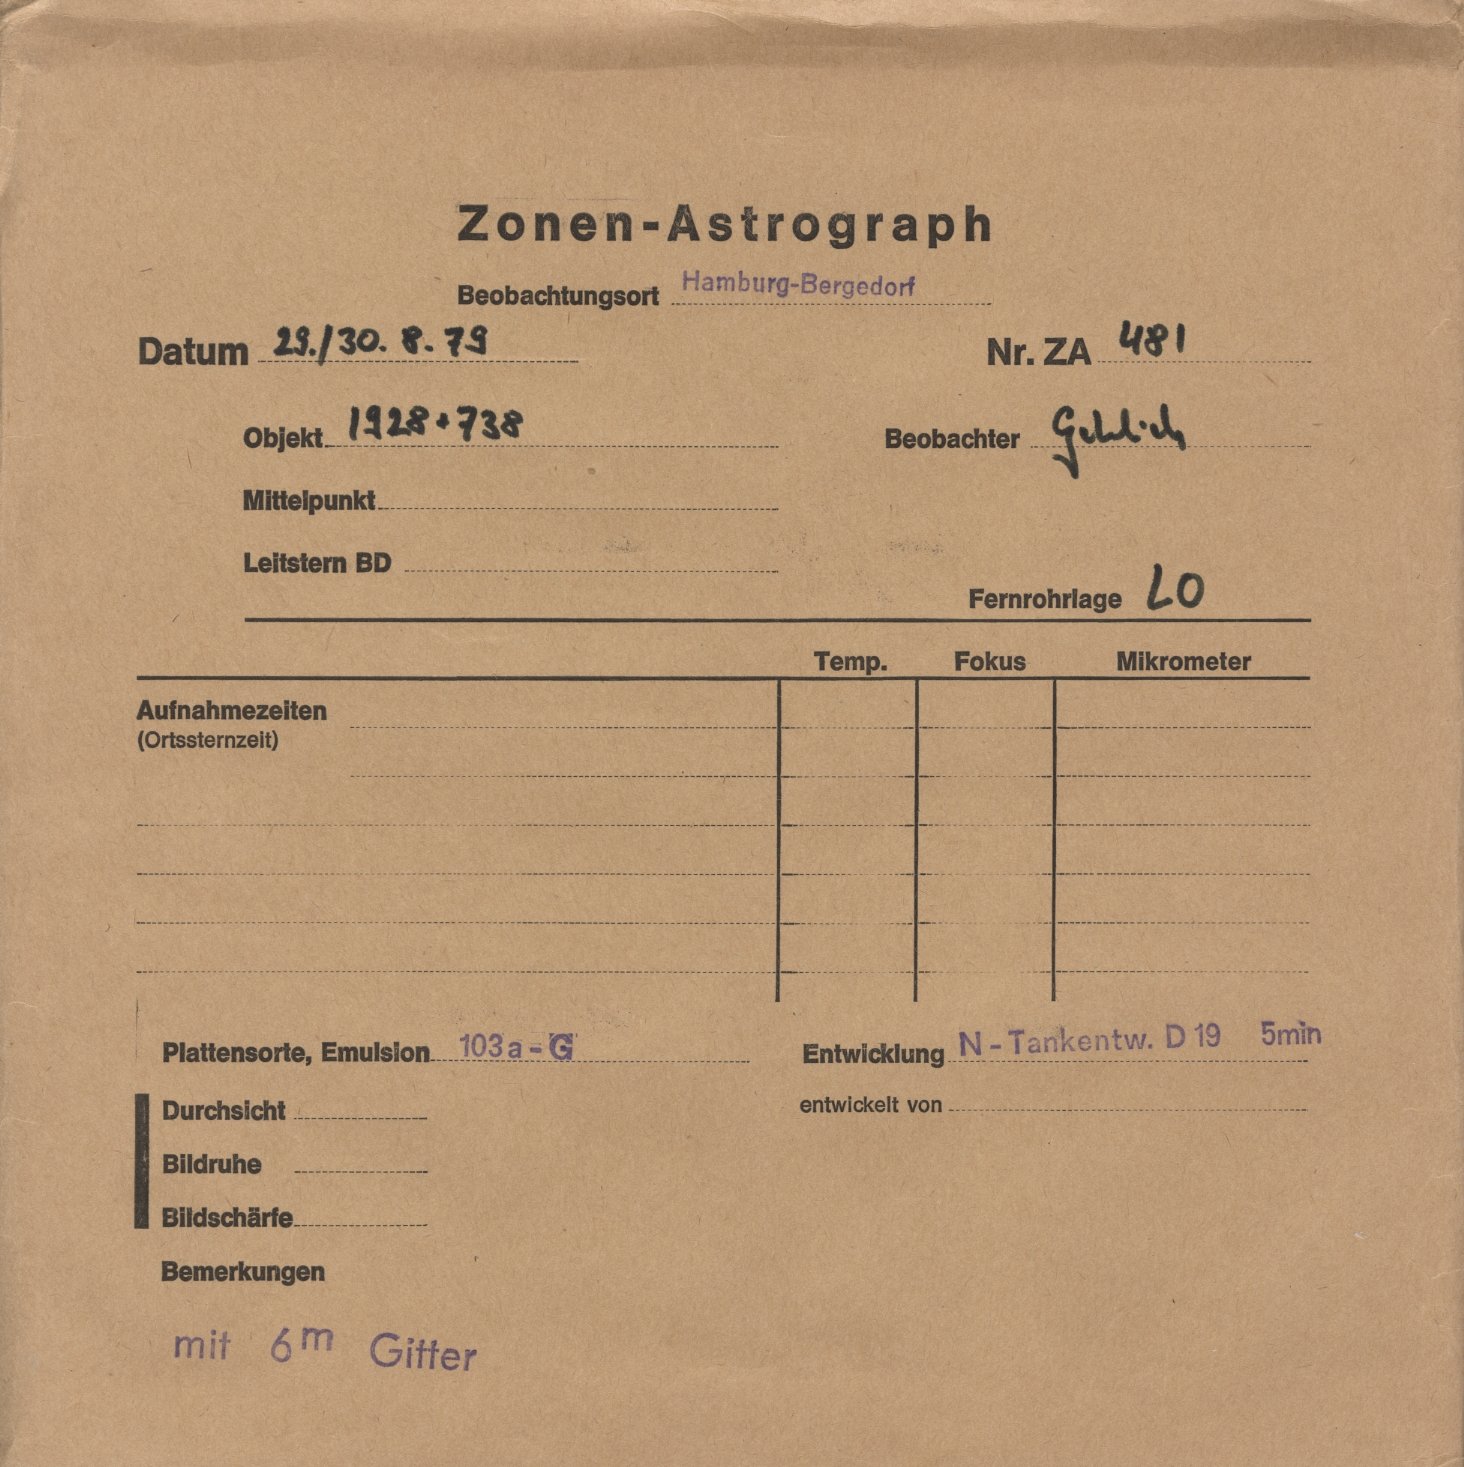 Zonen-Astrograph
Beobachtungsort Hamburg-Bergedorf
Datum 29./30. 8. 79 Nr. ZA 481
Objekt 1928+738 Beobachter
Mittelpunkt
Leitstern BD
Fernrohrlage LO
Temp. Fokus Mikrometer
Aufnahmezeiten
(Ortssternzeit)
Plattensorte, Emulsion 103a-G Entwicklung N-Tankentw. D 19 5min
Durchsicht entwickelt von
Bildruhe
Bildschärfe
Bemerkungen
mit 6m Gitter